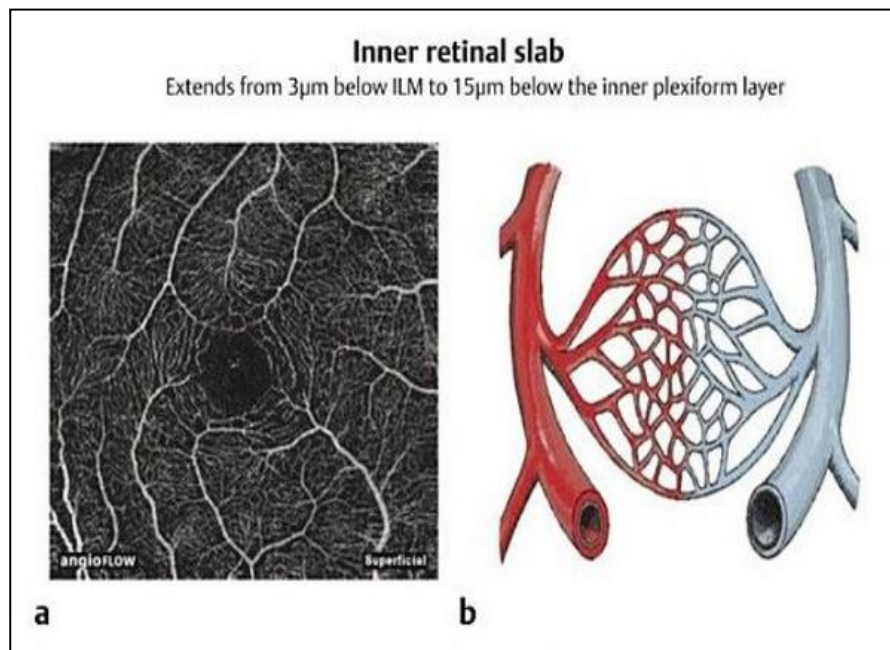 Inner retinal slab
Extends from 3µm below ILM to 15µm below the inner plexiform layer
angioFLOW
Superficial
a
b